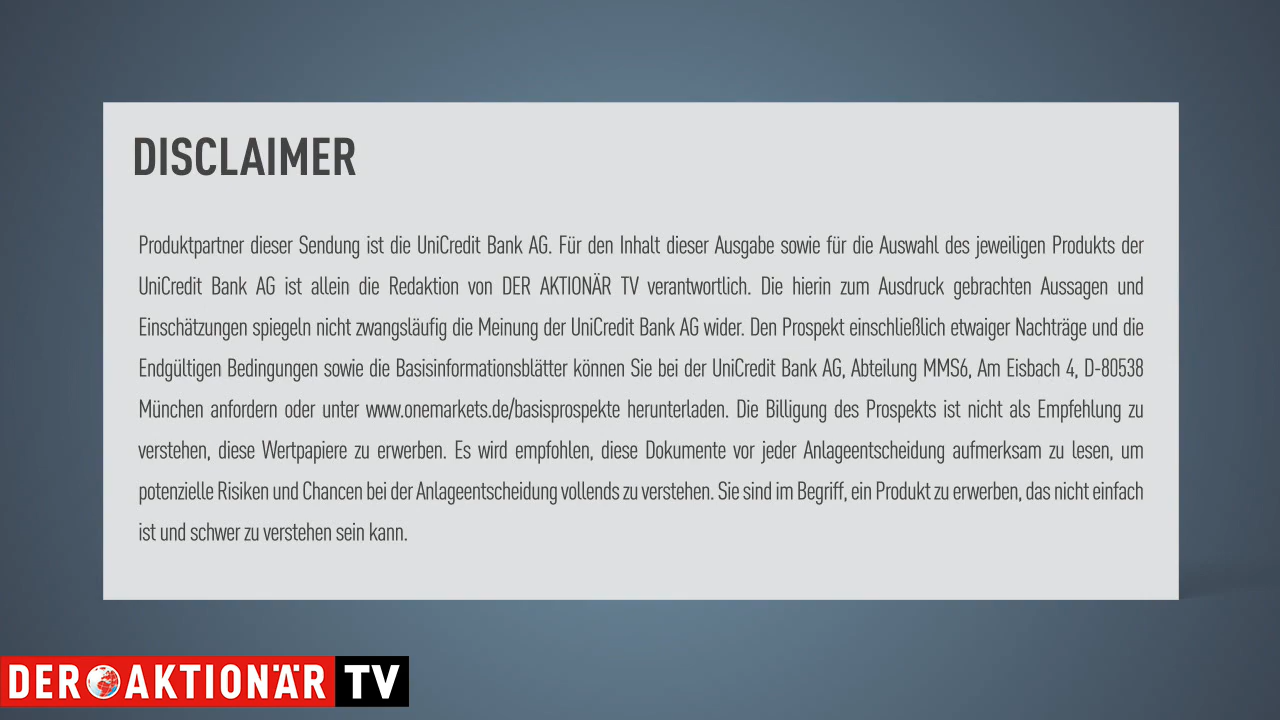 DISCLAIMER
Produktpartner dieser Sendung ist die UniCredit Bank AG. Für den Inhalt dieser Ausgabe sowie für die Auswahl des jeweiligen Produkts der
UniCredit Bank AG ist allein die Redaktion von DER AKTIONÄR TV verantwortlich. Die hierin zum Ausdruck gebrachten Aussagen und
Einschätzungen spiegeln nicht zwangsläufig die Meinung der UniCredit Bank AG wider. Den Prospekt einschließlich etwaiger Nachträge und die
Endgültigen Bedingungen sowie die Basisinformationsblätter können Sie bei der UniCredit Bank AG, Abteilung MMS6, Am Eisbach 4, D-80538
München anfordern oder unter www.onemarkets.de/basisprospekte herunterladen. Die Billigung des Prospekts ist nicht als Empfehlung zu
verstehen, diese Wertpapiere zu erwerben. Es wird empfohlen, diese Dokumente vor jeder Anlageentscheidung aufmerksam zu lesen, um
potenzielle Risiken und Chancen bei der Anlageentscheidung vollends zu verstehen. Sie sind im Begriff, ein Produkt zu erwerben, das nicht einfach
ist und schwer zu verstehen sein kann.
DER AKTIONÄR TV